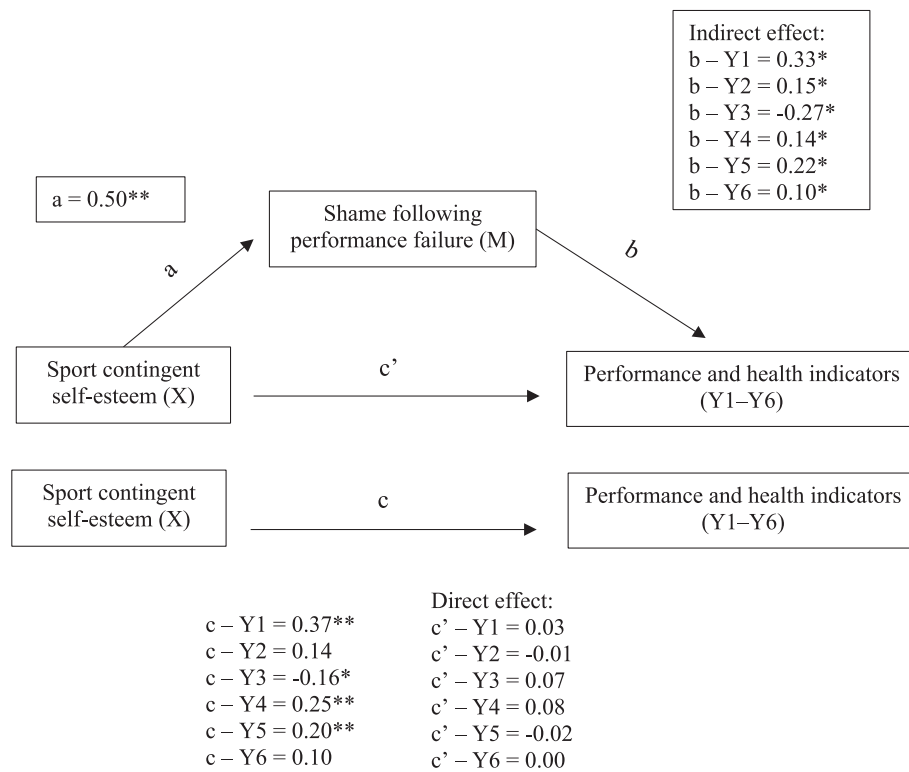 Indirect effect:
b – Y1 = 0.33*
b – Y2 = 0.15*
b – Y3 = -0.27*
b – Y4 = 0.14*
b – Y5 = 0.22*
b – Y6 = 0.10*
a = 0.50**
Shame following
performance failure (M)
a
b
Sport contingent
self-esteem (X)
c’
Performance and health indicators
(Y1–Y6)
Sport contingent
self-esteem (X)
c
Performance and health indicators
(Y1–Y6)
c – Y1 = 0.37**
c – Y2 = 0.14
c – Y3 = -0.16*
c – Y4 = 0.25**
c – Y5 = 0.20**
c – Y6 = 0.10
Direct effect:
c’ – Y1 = 0.03
c’ – Y2 = -0.01
c’ – Y3 = 0.07
c’ – Y4 = 0.08
c’ – Y5 = -0.02
c’ – Y6 = 0.00